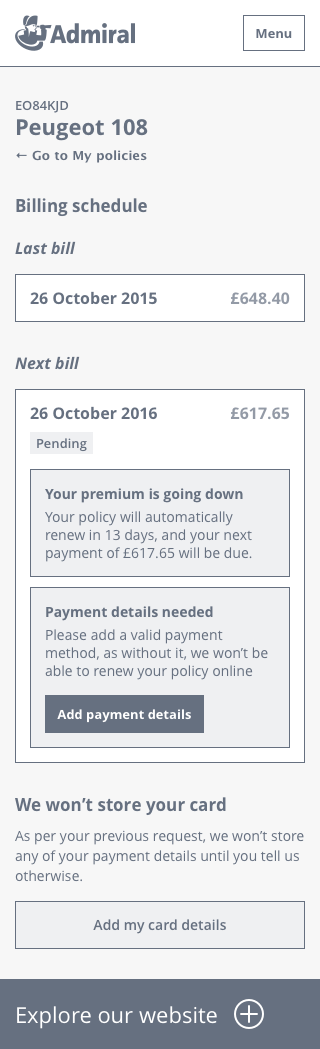 Admiral
Menu
EO84KJD
Peugeot 108
← Go to My policies
Billing schedule
Last bill
26 October 2015 £648.40
Next bill
26 October 2016 £617.65
Pending
Your premium is going down
Your policy will automatically
renew in 13 days, and your next
payment of £617.65 will be due.
Payment details needed
Please add a valid payment
method, as without it, we won’t be
able to renew your policy online
Add payment details
We won’t store your card
As per your previous request, we won’t store
any of your payment details until you tell us
otherwise.
Add my card details
Explore our website